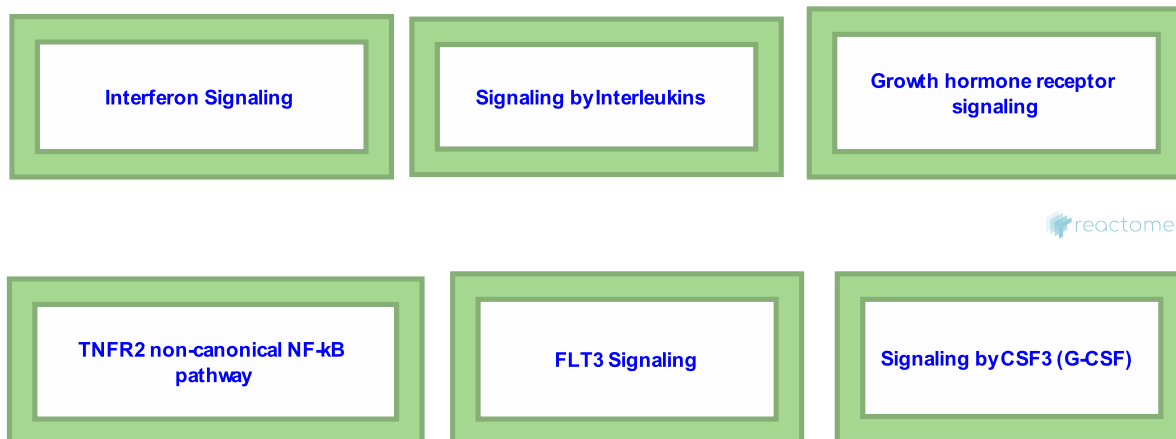 Interferon Signaling
Signaling by Interleukins
Growth hormone receptor
signaling
reactome
TNFR2 non-canonical NF-kB
pathway
FLT3 Signaling
Signaling by CSF3 (G-CSF)